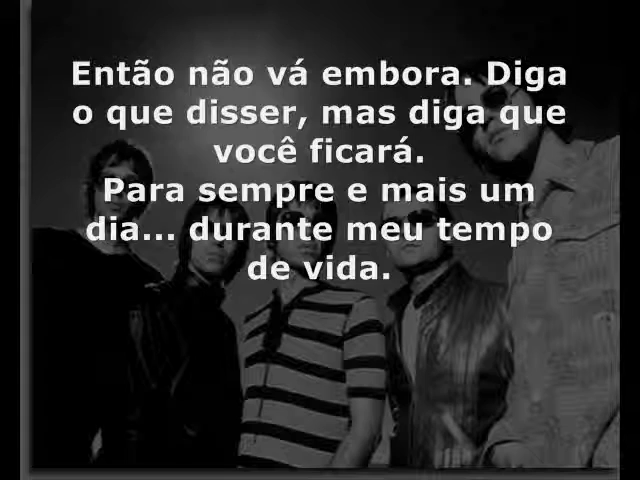 Então não vá embora. Diga
o que disser, mas diga que
você ficará.
Para sempre e mais um
dia... durante meu tempo
de vida.